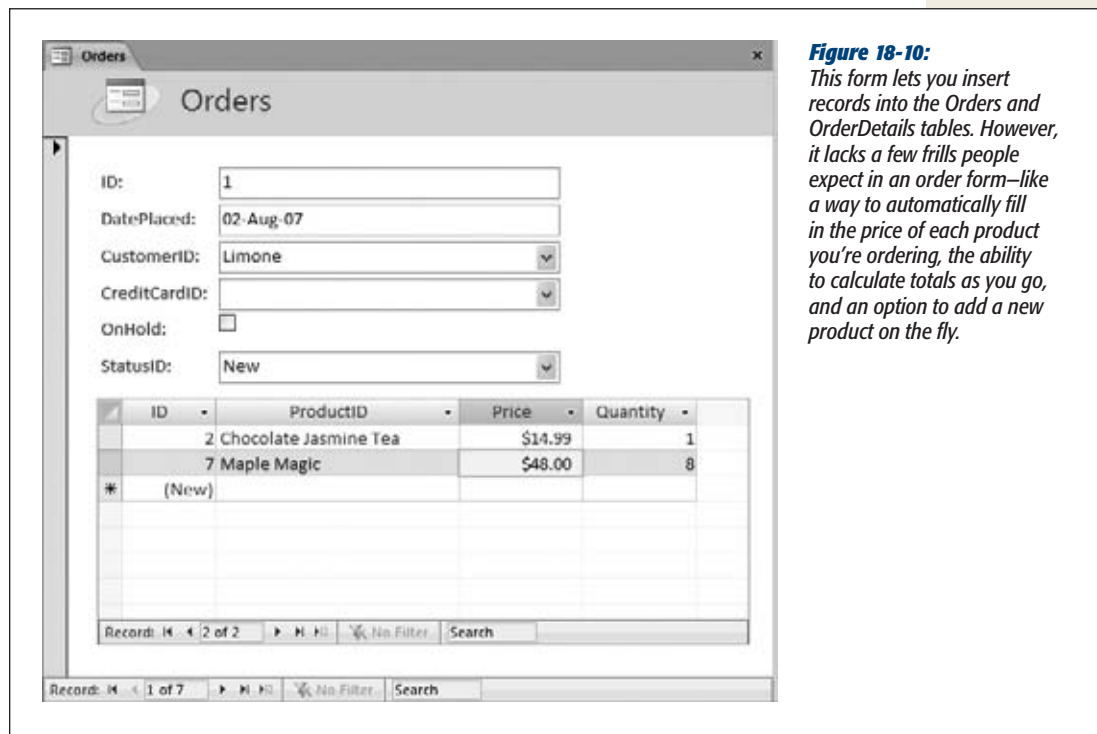 Orders
Orders
ID: 1
DatePlaced: 02-Aug-07
CustomerID: Limone
CreditCardID:
OnHold:
StatusID: New
ID ProductID Price Quantity
2 Chocolate Jasmine Tea $14.99 1
7 Maple Magic $48.00 8
(New)
Record: 2 of 2 No Filter Search
Record: 1 of 7 No Filter Search
Figure 18-10:
This form lets you insert
records into the Orders and
OrderDetails tables. However,
it lacks a few frills people
expect in an order form—like
a way to automatically fill
in the price of each product
you’re ordering, the ability
to calculate totals as you go,
and an option to add a new
product on the fly.